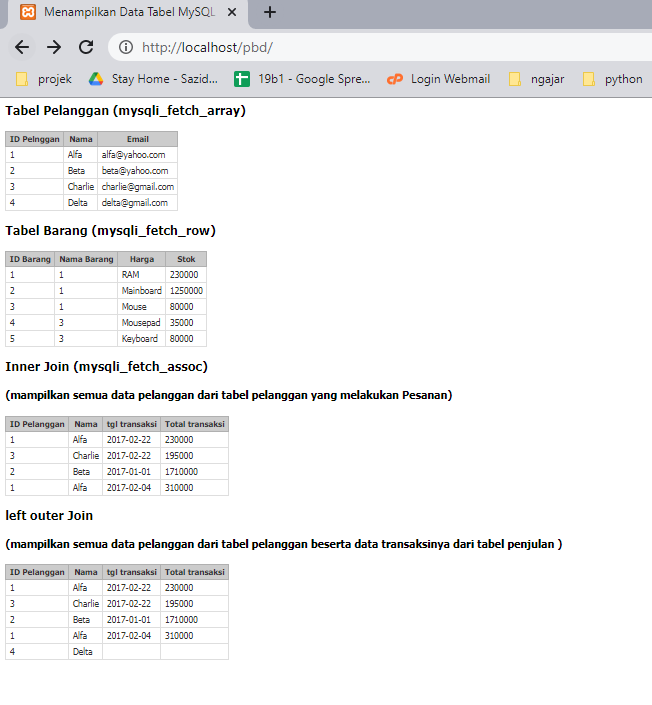 Menampilkan Data Tabel MySQL
http://localhost/pbd/
projek Stay Home - Sazid... 19b1 - Google Spre... Login Webmail ngajar python
Tabel Pelanggan (mysqli_fetch_array)
ID Pelnggan Nama Email
1 Alfa alfa@yahoo.com
2 Beta beta@yahoo.com
3 Charlie charlie@gmail.com
4 Delta delta@gmail.com
Tabel Barang (mysqli_fetch_row)
ID Barang Nama Barang Harga Stok
1 1 RAM 230000
2 1 Mainboard 1250000
3 1 Mouse 80000
4 3 Mousepad 35000
5 3 Keyboard 80000
Inner Join (mysqli_fetch_assoc)
(mampilkan semua data pelanggan dari tabel pelanggan yang melakukan Pesanan)
ID Pelanggan Nama tgl transaksi Total transaksi
1 Alfa 2017-02-22 230000
3 Charlie 2017-02-22 195000
2 Beta 2017-01-01 1710000
1 Alfa 2017-02-04 310000
left outer Join
(mampilkan semua data pelanggan dari tabel pelanggan beserta data transaksinya dari tabel penjulan )
ID Pelanggan Nama tgl transaksi Total transaksi
1 Alfa 2017-02-22 230000
3 Charlie 2017-02-22 195000
2 Beta 2017-01-01 1710000
1 Alfa 2017-02-04 310000
4 Delta